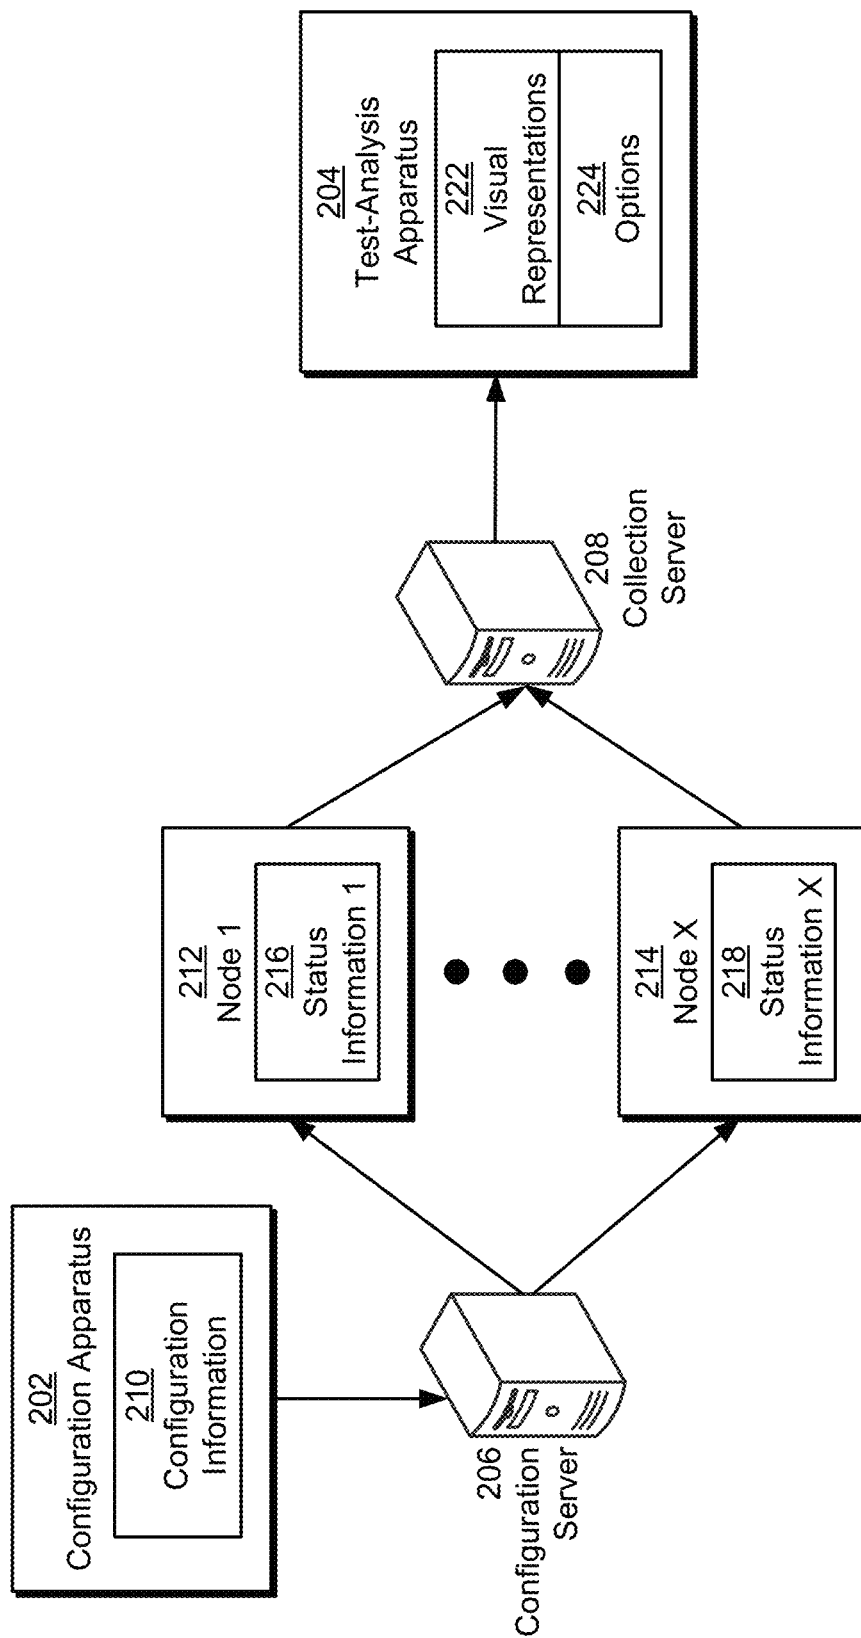 202
Configuration Apparatus
210
Configuration
Information
206
Configuration
Server
212
Node 1
216
Status
Information 1
214
Node X
218
Status
Information X
208
Collection
Server
204
Test-Analysis
Apparatus
222
Visual
Representations
224
Options